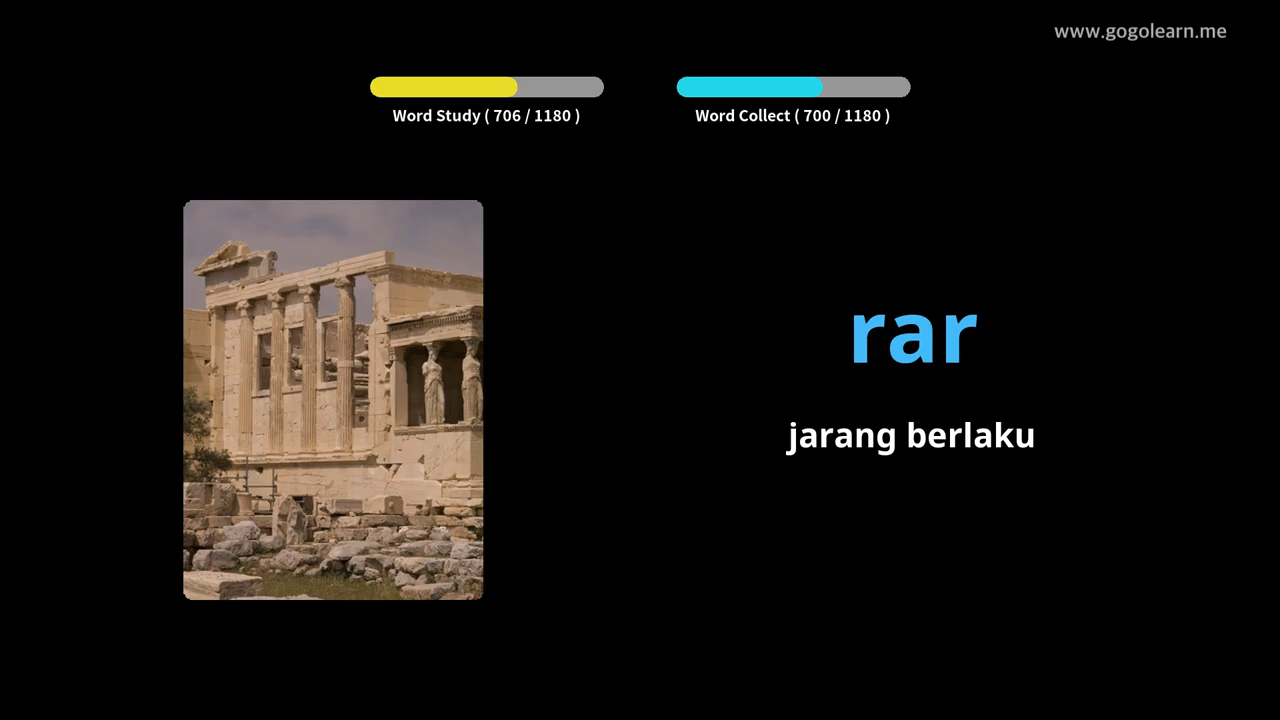 www.gogolearn.me
Word Study ( 706 / 1180 )
Word Collect ( 700 / 1180 )
rar
jarang berlaku